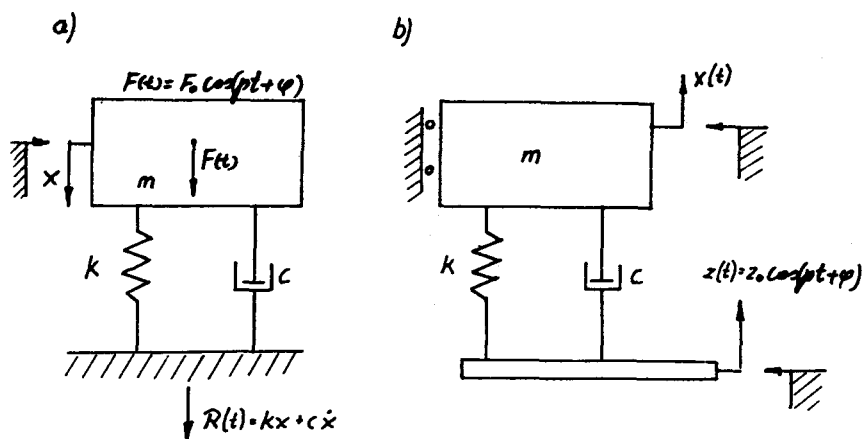 a)
F(t)=F₀ cos(pt+φ)
F(t)
x
m
k
c
R(t)=kx+cẋ
b)
x(t)
m
k
c
z(t)=z₀ cos(pt+φ)